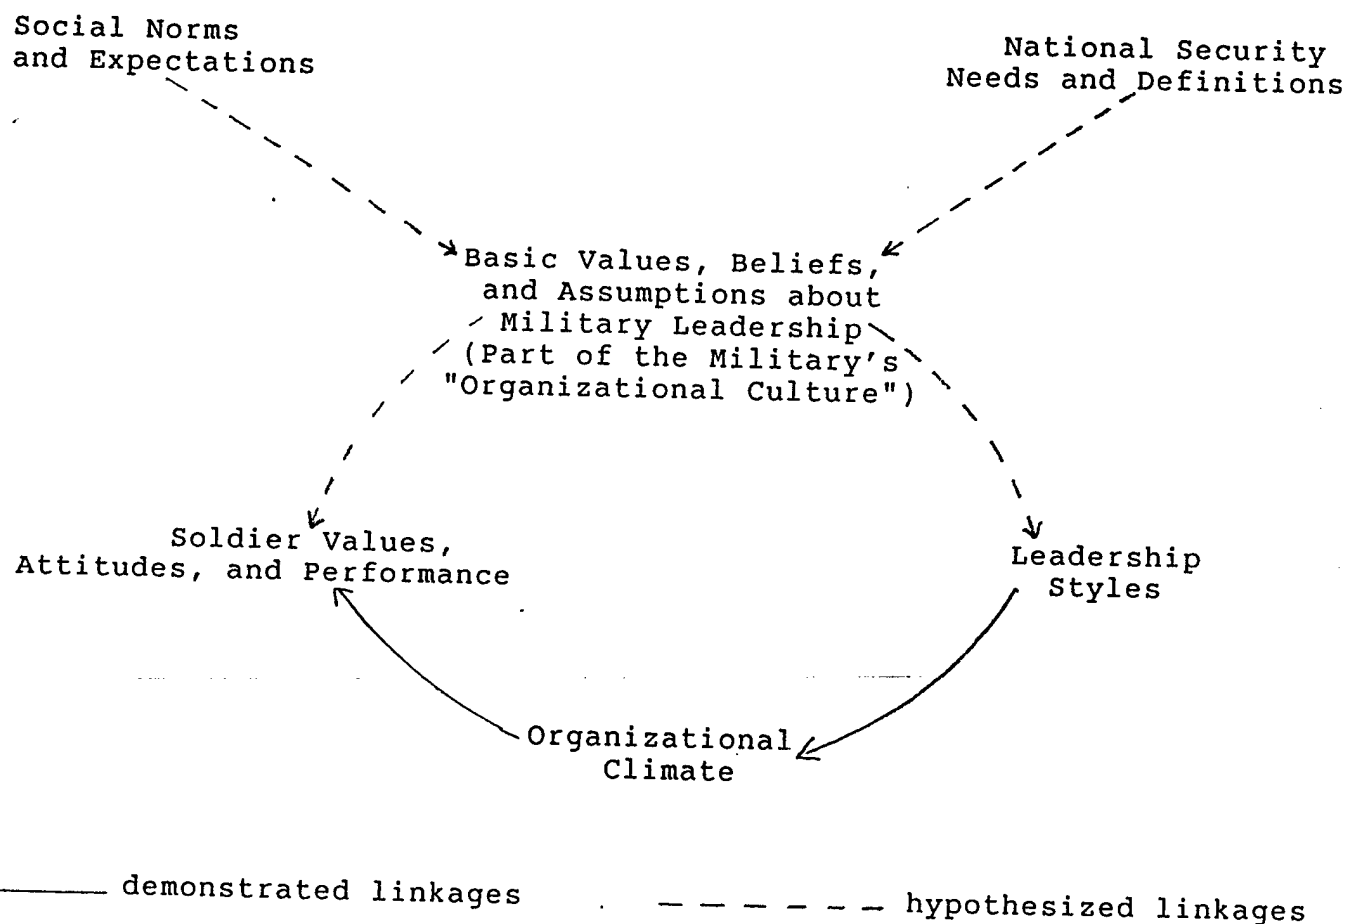 Social Norms
and Expectations
National Security
Needs and Definitions
Basic Values, Beliefs,
and Assumptions about
Military Leadership
(Part of the Military's
"Organizational Culture")
Soldier Values,
Attitudes, and Performance
Leadership
Styles
Organizational
Climate
demonstrated linkages
hypothesized linkages